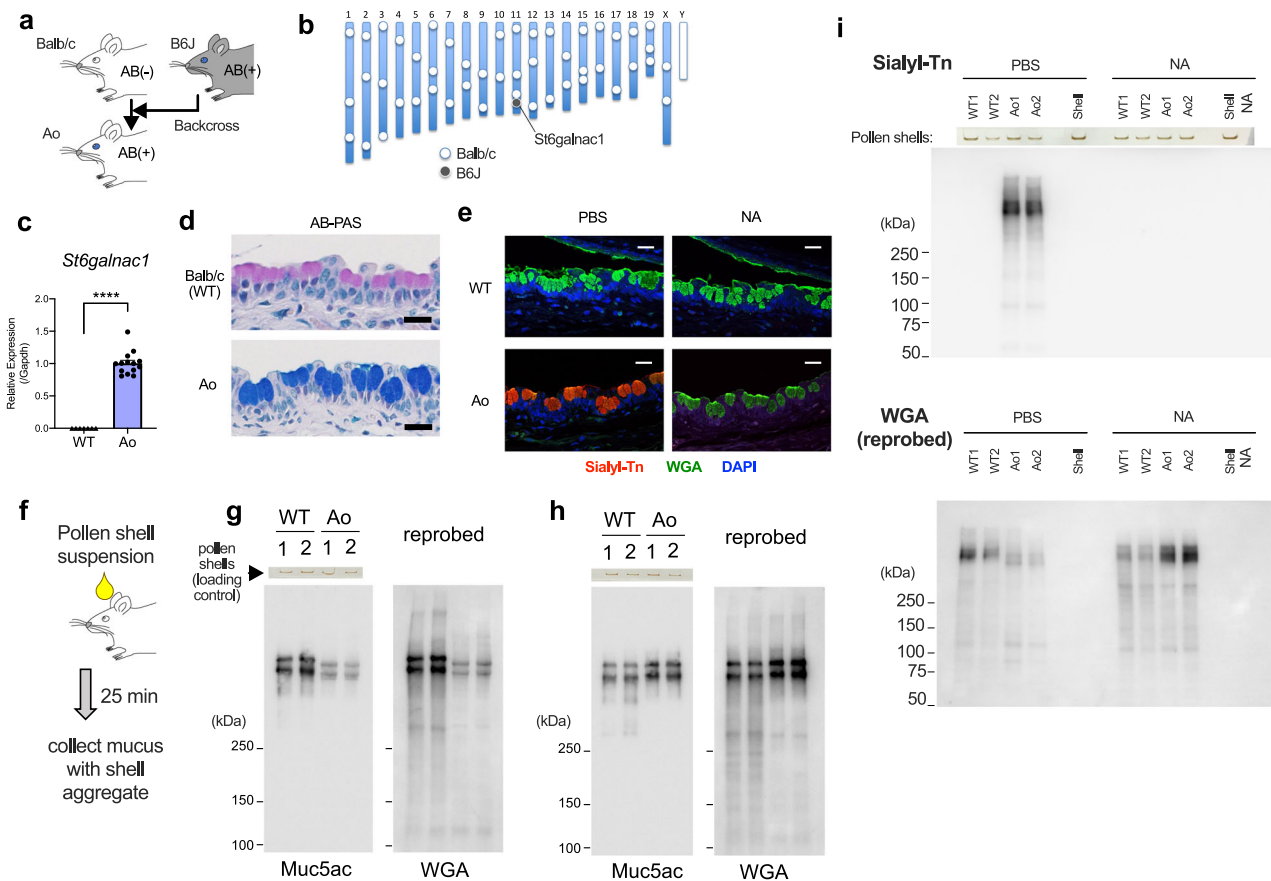 a
Balb/c
B6J
AB(-)
AB(+)
Backcross
Ao
AB(+)
b
1 2 3 4 5 6 7 8 9 10 11 12 13 14 15 16 17 18 19 X Y
St6galnac1
Balb/c
B6J
c
St6galnac1
****
Relative Expression
(/Gapdh)
2.0
1.5
1.0
0.5
0.0
WT Ao
d
AB-PAS
Balb/c
(WT)
Ao
e
PBS NA
WT
Ao
Sialyl-Tn WGA DAPI
f
Pollen shell
suspension
25 min
collect mucus
with shell
aggregate
g
WT Ao
1 2 1 2
reprobed
pollen
shells
(loading
control)
(kDa)
250
150
100
Muc5ac WGA
h
WT Ao
1 2 1 2
reprobed
(kDa)
250
150
100
Muc5ac WGA
i
Sialyl-Tn
PBS NA
WT1 WT2 Ao1 Ao2 Shell WT1 WT2 Ao1 Ao2 Shell NA
Pollen shells:
(kDa)
250
150
100
75
50
WGA
(reprobed)
PBS NA
WT1 WT2 Ao1 Ao2 Shell WT1 WT2 Ao1 Ao2 Shell NA
(kDa)
250
150
100
75
50